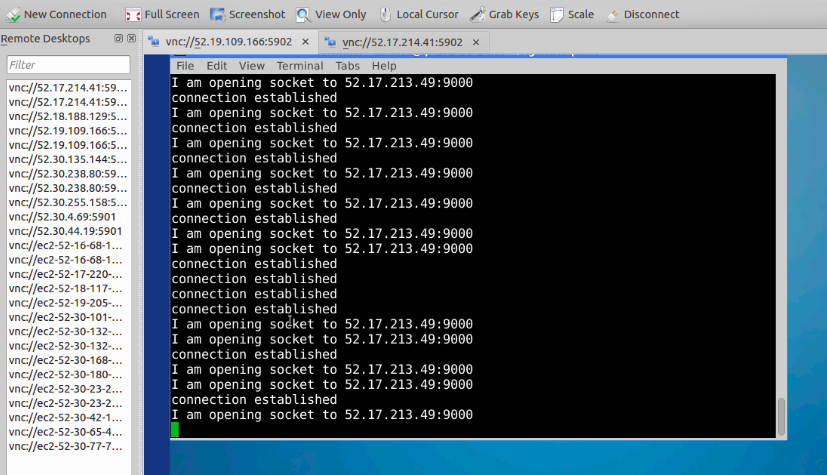 New Connection Full Screen Screenshot View Only Local Cursor Grab Keys Scale Disconnect
Remote Desktops
vnc://52.19.109.166:5902
vnc://52.17.214.41:5902
Filter
vnc://52.17.214.41:59...
vnc://52.17.214.41:59...
vnc://52.18.188.129:5...
vnc://52.19.109.166:5...
vnc://52.19.109.166:5...
vnc://52.30.135.144:5...
vnc://52.30.238.80:59...
vnc://52.30.238.80:59...
vnc://52.30.255.158:5...
vnc://52.30.4.69:5901
vnc://52.30.44.19:5901
vnc://ec2-52-16-68-1...
vnc://ec2-52-16-68-1...
vnc://ec2-52-17-220-...
vnc://ec2-52-18-117-...
vnc://ec2-52-19-205-...
vnc://ec2-52-30-101-...
vnc://ec2-52-30-132-...
vnc://ec2-52-30-132-...
vnc://ec2-52-30-168-...
vnc://ec2-52-30-180-...
vnc://ec2-52-30-23-2...
vnc://ec2-52-30-23-2...
vnc://ec2-52-30-42-1...
vnc://ec2-52-30-65-4...
vnc://ec2-52-30-77-7...
File Edit View Terminal Tabs Help
I am opening socket to 52.17.213.49:9000
connection established
I am opening socket to 52.17.213.49:9000
connection established
I am opening socket to 52.17.213.49:9000
connection established
I am opening socket to 52.17.213.49:9000
connection established
I am opening socket to 52.17.213.49:9000
connection established
I am opening socket to 52.17.213.49:9000
I am opening socket to 52.17.213.49:9000
connection established
connection established
connection established
connection established
I am opening socket to 52.17.213.49:9000
I am opening socket to 52.17.213.49:9000
connection established
I am opening socket to 52.17.213.49:9000
I am opening socket to 52.17.213.49:9000
connection established
I am opening socket to 52.17.213.49:9000